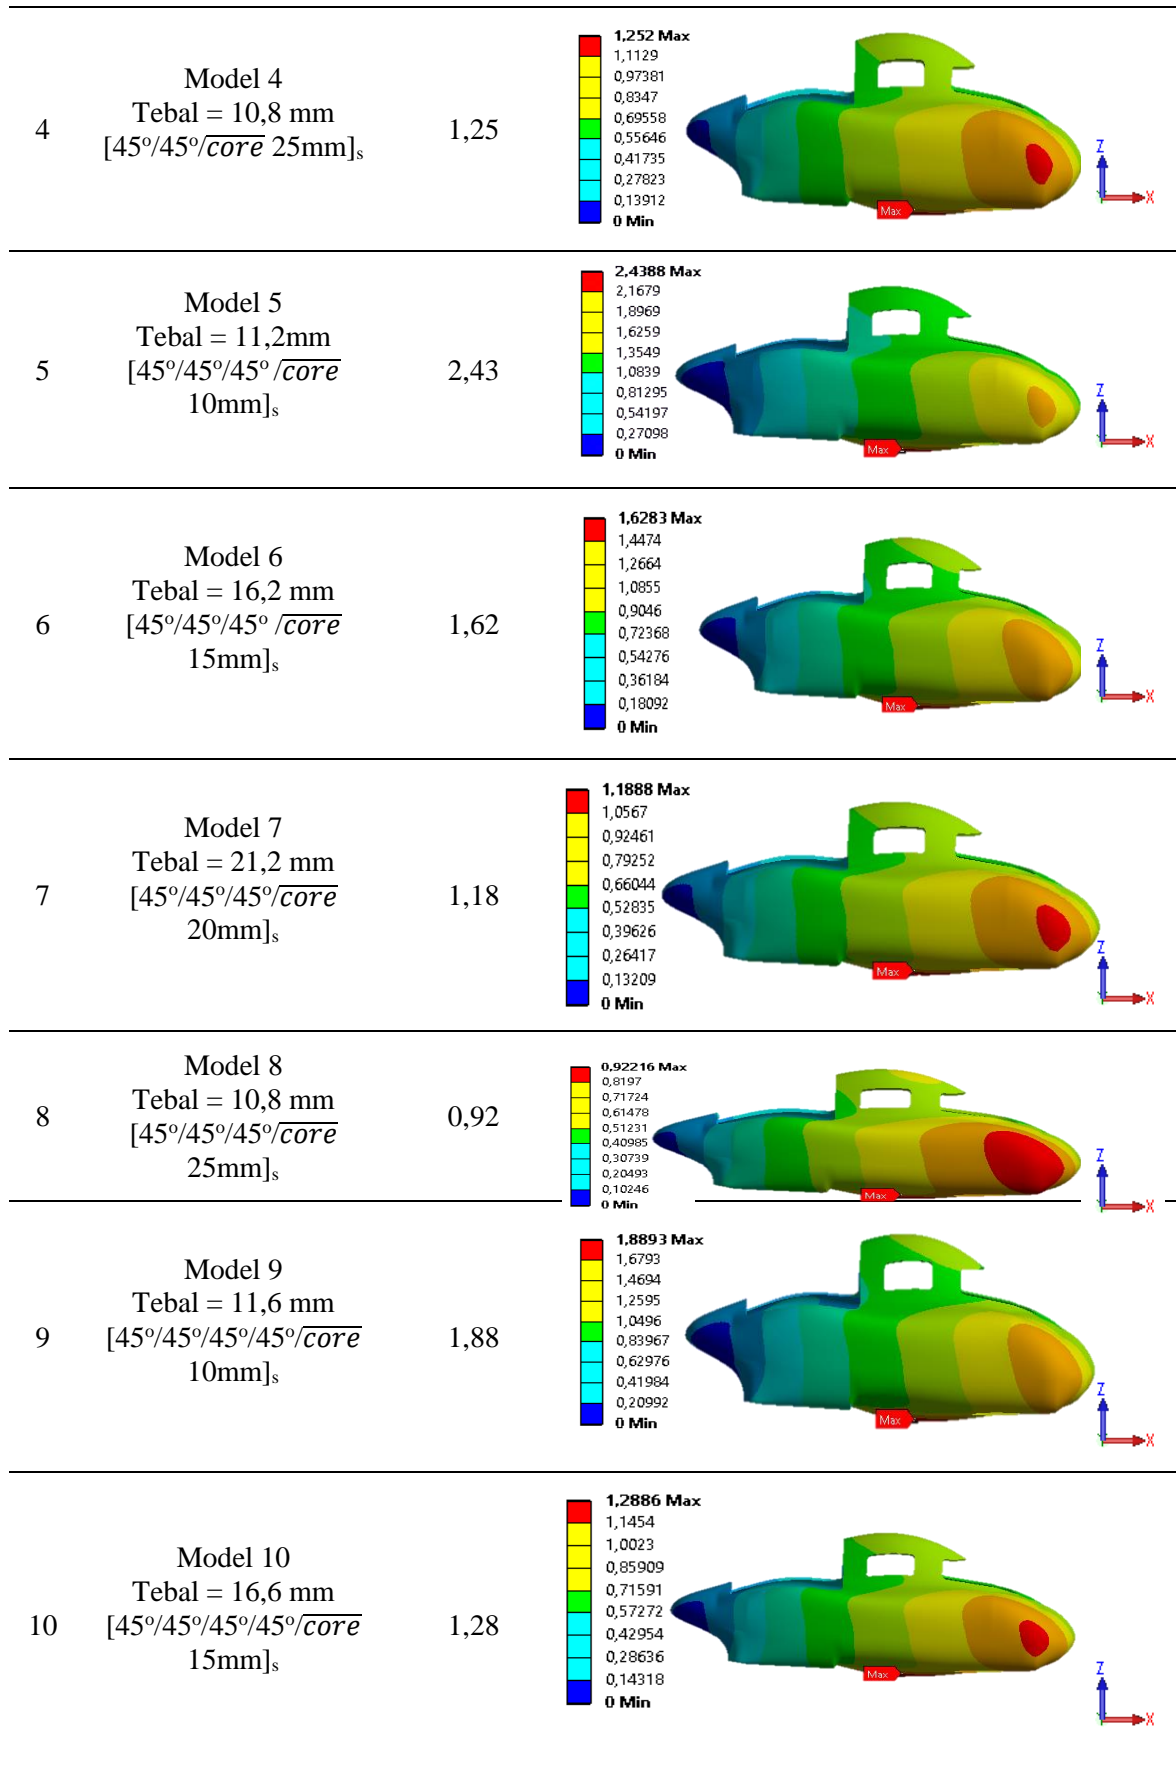 4
Model 4
Tebal = 10,8 mm
[45°/45°/core 25mm]s
1,25
1,252 Max
1,1129
0,97381
0,8347
0,69558
0,55646
0,41735
0,27823
0,13912
0 Min
Max
Z
X
5
Model 5
Tebal = 11,2mm
[45°/45°/45° /core
10mm]s
2,43
2,4388 Max
2,1679
1,8969
1,6259
1,3549
1,0839
0,81295
0,54197
0,27098
0 Min
Max
Z
X
6
Model 6
Tebal = 16,2 mm
[45°/45°/45° /core
15mm]s
1,62
1,6283 Max
1,4474
1,2664
1,0855
0,9046
0,72368
0,54276
0,36184
0,18092
0 Min
Max
Z
X
7
Model 7
Tebal = 21,2 mm
[45°/45°/45°/core
20mm]s
1,18
1,1888 Max
1,0567
0,92461
0,79252
0,66044
0,52835
0,39626
0,26417
0,13209
0 Min
Max
Z
X
8
Model 8
Tebal = 10,8 mm
[45°/45°/45°/core
25mm]s
0,92
0,92216 Max
0,8197
0,71724
0,61478
0,51231
0,40985
0,30739
0,20493
0,10246
0 Min
Max
Z
X
9
Model 9
Tebal = 11,6 mm
[45°/45°/45°/45°/core
10mm]s
1,88
1,8893 Max
1,6793
1,4694
1,2595
1,0496
0,83967
0,62976
0,41984
0,20992
0 Min
Max
Z
X
10
Model 10
Tebal = 16,6 mm
[45°/45°/45°/45°/core
15mm]s
1,28
1,2886 Max
1,1454
1,0023
0,85909
0,71591
0,57272
0,42954
0,28636
0,14318
0 Min
Max
Z
X